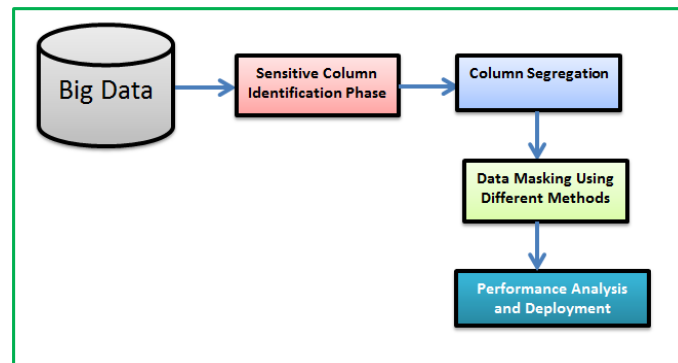 Big Data
Sensitive Column
Identification Phase
Column Segregation
Data Masking Using
Different Methods
Performance Analysis
and Deployment